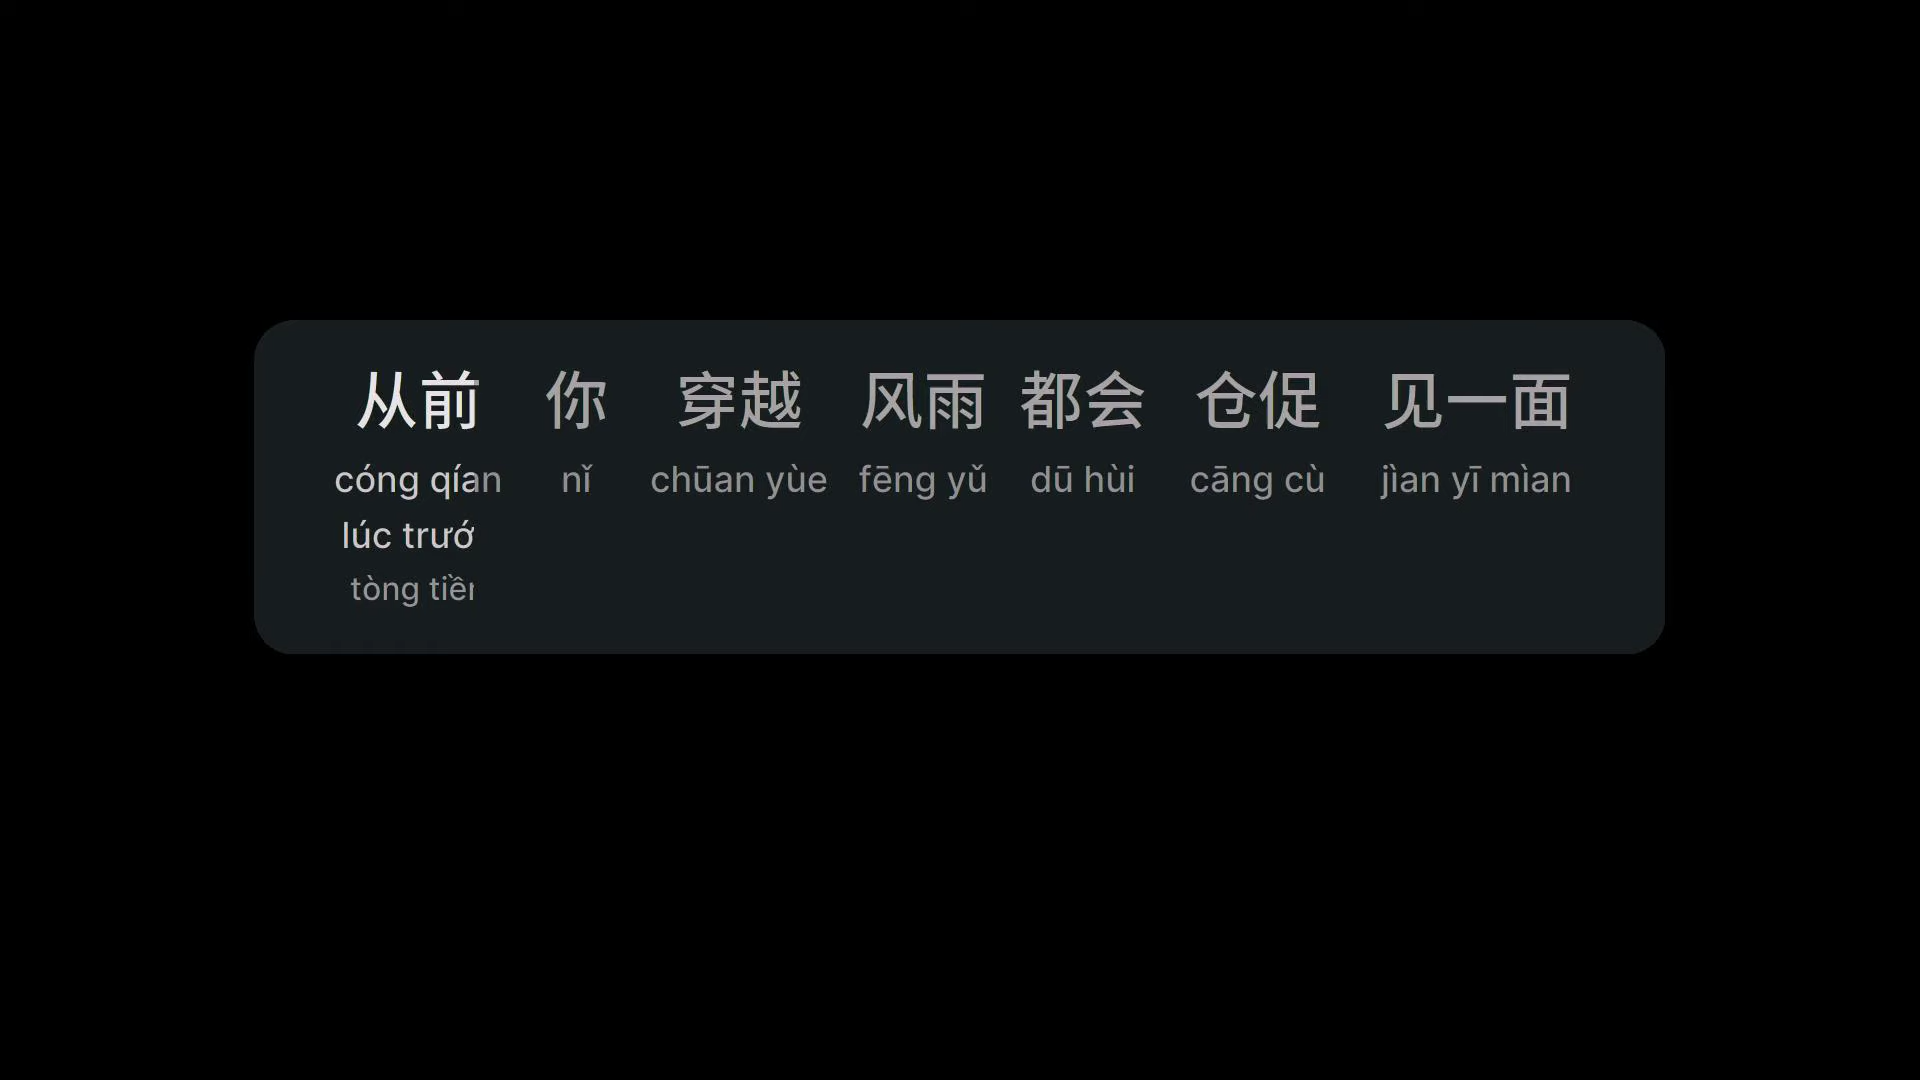 从前 你 穿越 风雨 都会 仓促 见一面
cóng qían nǐ chūan yùe fēng yǔ dū hùi cāng cù jìan yī mìan
lúc trướ
tòng tiề